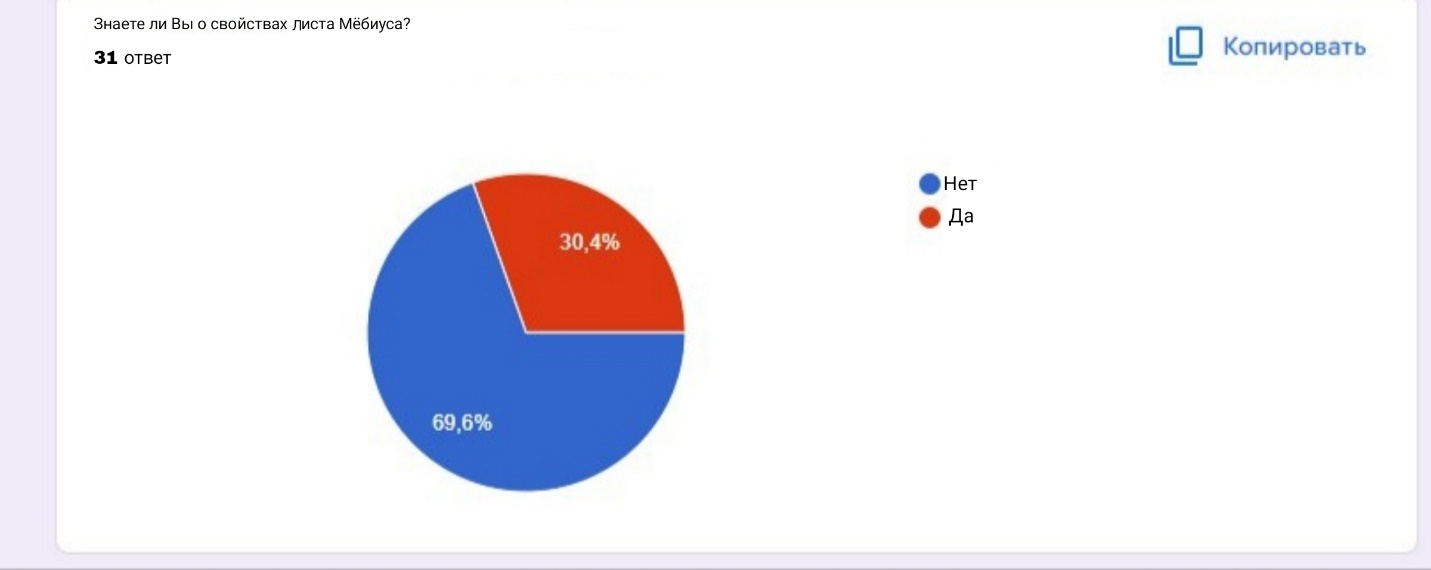 Знаете ли Вы о свойствах листа Мёбиуса?
31 ответ
Копировать
Нет
Да
30,4%
69,6%